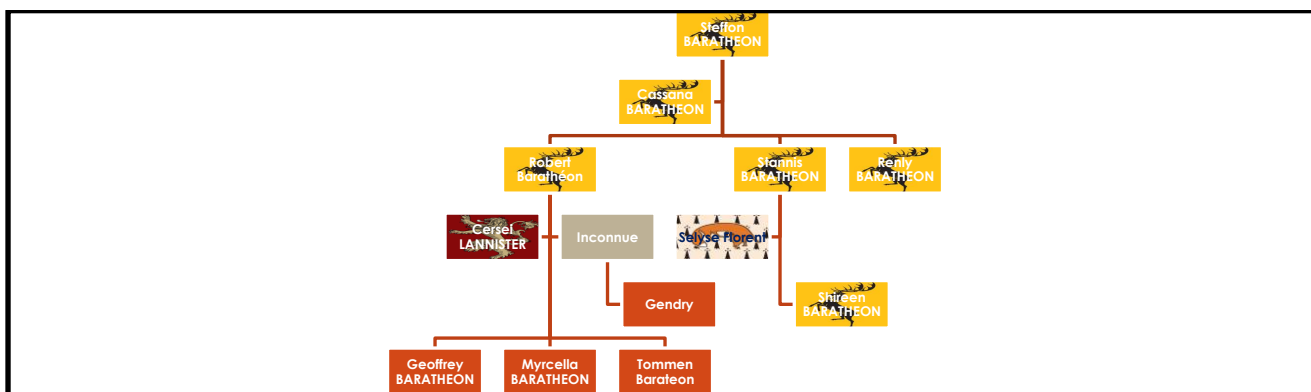 Steffon
BARATHEON
Cassana
BARATHEON
Robert
Barathéon
Stannis
BARATHEON
Renly
BARATHEON
Cersei
LANNISTER
Inconnue
Selyse Florent
Gendry
Shireen
BARATHEON
Geoffrey
BARATHEON
Myrcella
BARATHEON
Tommen
Barateon